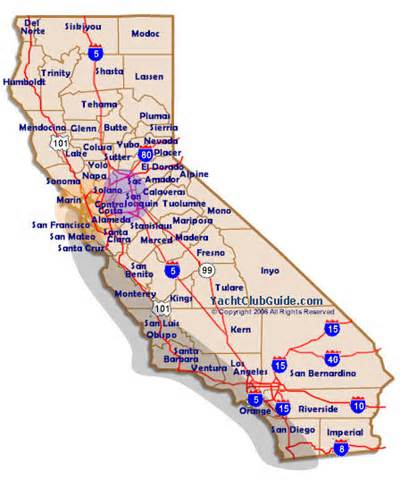 Del
Norte
Siskiyou
Modoc
5
Trinity
Shasta
Lassen
Humboldt
Tehama
Plumas
Mendocino
Glenn
Butte
Sierra
101
Colusa
Yuba
Nevada
Lake
Sutter
80
Placer
Yolo
El Dorado
Sonoma
Napa
Sac
Amador
Alpine
Solano
San
Calaveras
Marin
Contra
Joaquin
Tuolumne
Costa
Mono
San Francisco
Alameda
Stanislaus
Mariposa
San Mateo
Santa
Clara
Merced
Madera
Santa Cruz
Fresno
San
Benito
5
99
Inyo
Tulare
Monterey
Kings
YachtClubGuide.com
101
© Copyright 2006 All Rights Reserved
San Luis
Obispo
Kern
15
Santa
Barbara
Los
Angeles
15
40
Ventura
San Bernardino
5
Orange
15
Riverside
10
San Diego
Imperial
8